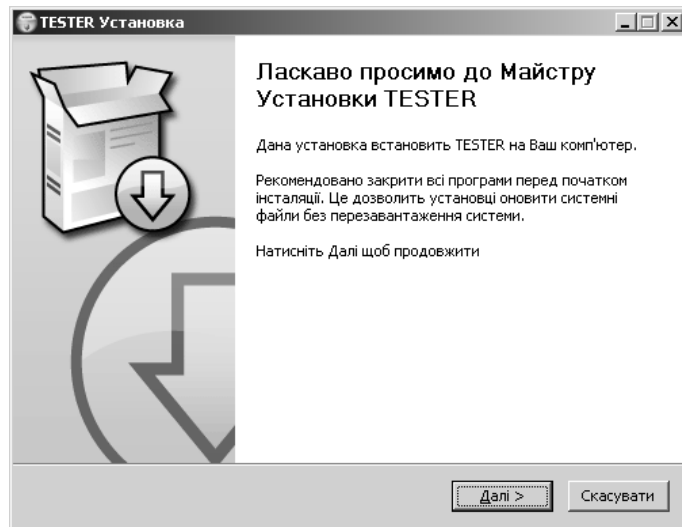 TESTER Установка
Ласкаво просимо до Майстру
Установки TESTER
Дана установка встановить TESTER на Ваш комп'ютер.
Рекомендовано закрити всі програми перед початком
інсталяції. Це дозволить установці оновити системні
файли без перезавантаження системи.
Натисніть Далі щоб продовжити
Далі >
Скасувати